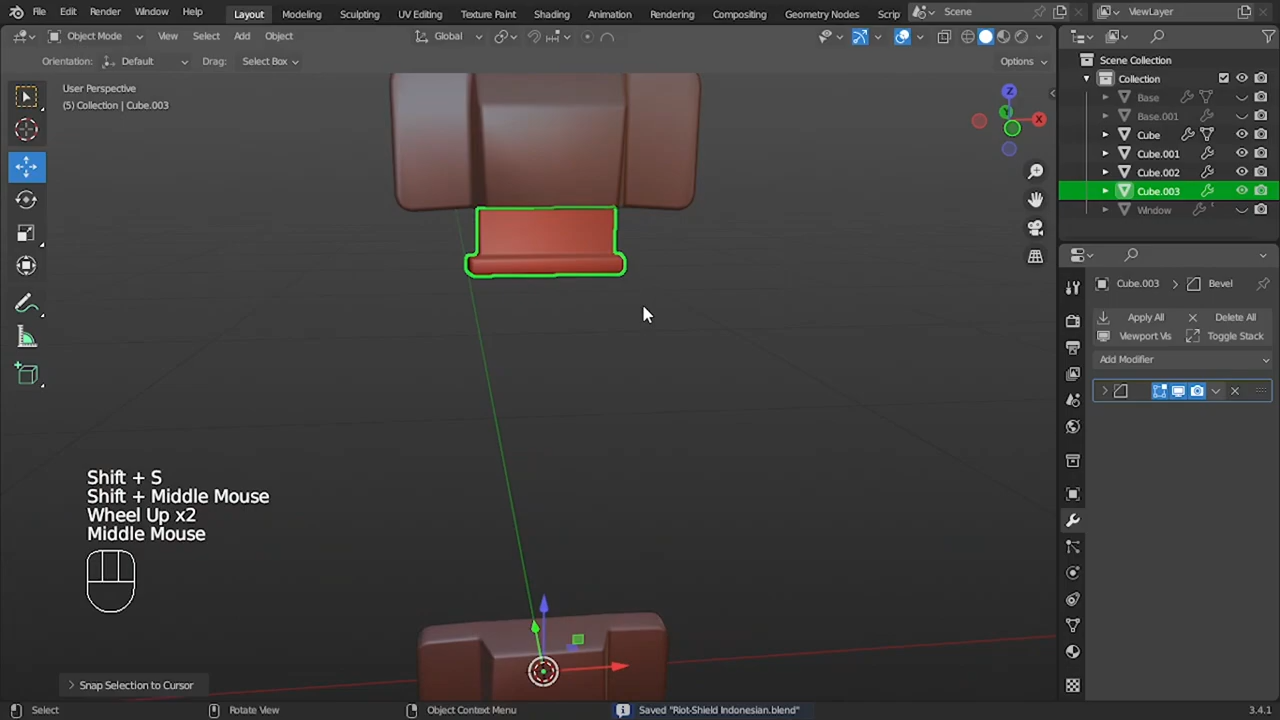 File Edit Render Window Help Layout Modeling Sculpting UV Editing Texture Paint Shading Animation Rendering Compositing Geometry Nodes Scrip Scene ViewLayer
Object Mode View Select Add Object Global
Orientation: Default Drag: Select Box Options
User Perspective
(5) Collection | Cube.003
Z
Y
X
Scene Collection
Collection
Base
Base.001
Cube
Cube.001
Cube.002
Cube.003
Window
Cube.003 > Bevel
Apply All Delete All
Viewport Vis Toggle Stack
Add Modifier
Shift + S
Shift + Middle Mouse
Wheel Up x2
Middle Mouse
> Snap Selection to Cursor
Select Rotate View Object Context Menu Saved "Riot-Shield Indonesian.blend" 3.4.1